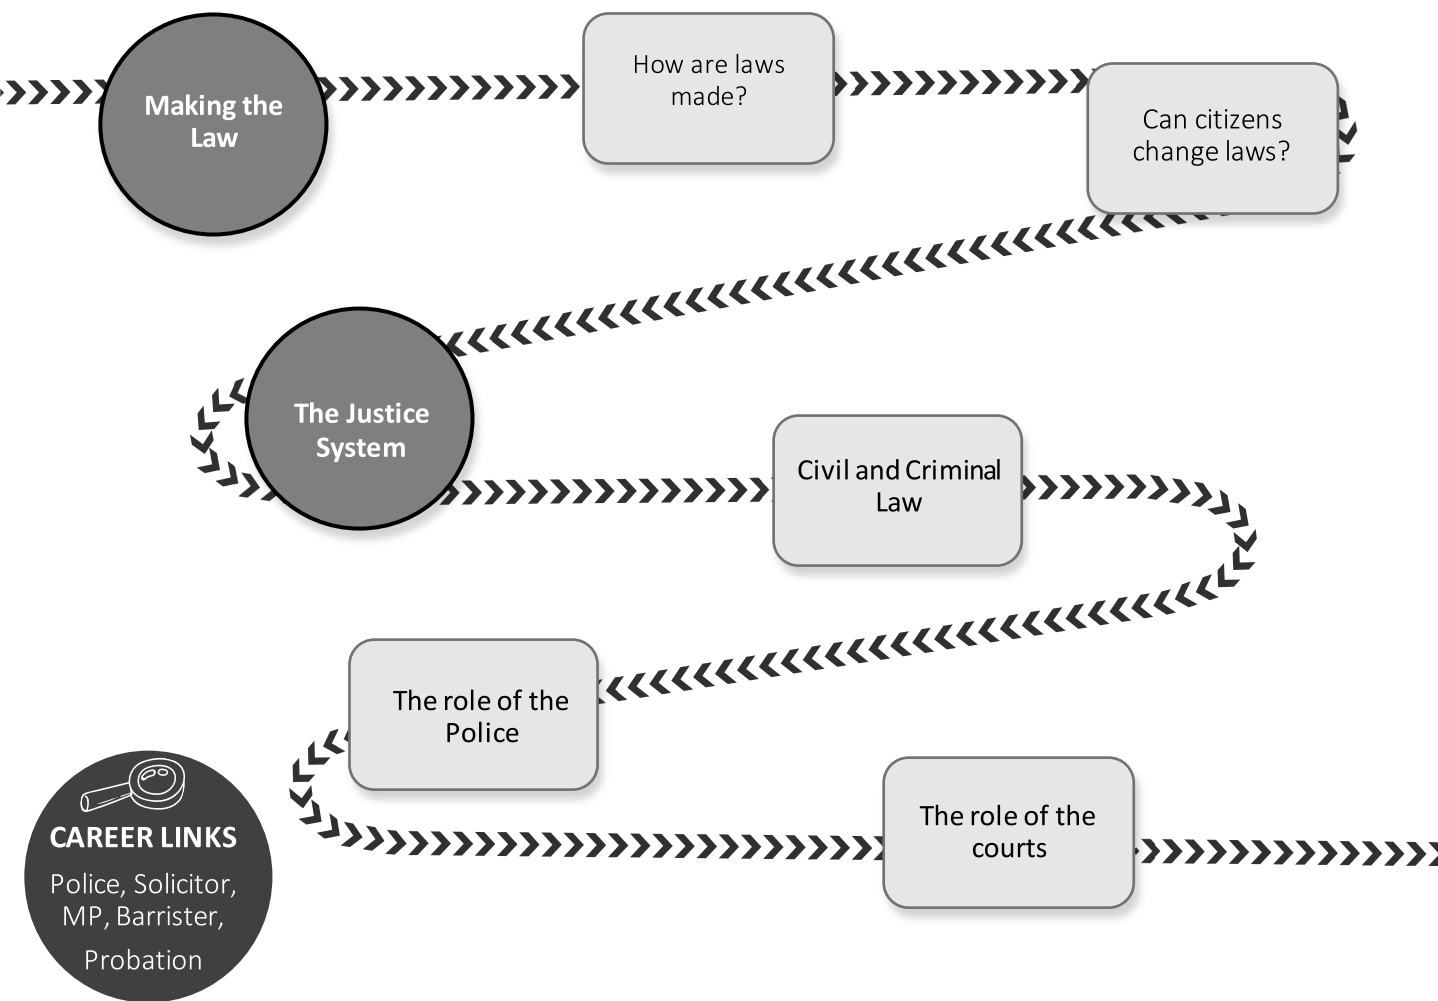 Making the
Law
How are laws
made?
Can citizens
change laws?
The Justice
System
Civil and Criminal
Law
The role of the
Police
The role of the
courts
CAREER LINKS
Police, Solicitor,
MP, Barrister,
Probation